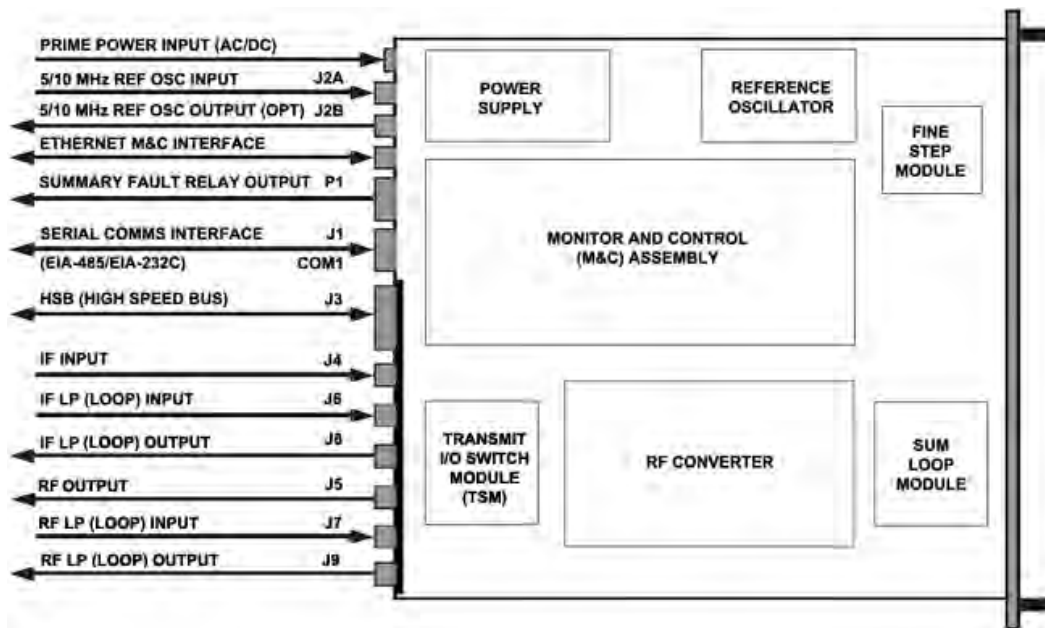 PRIME POWER INPUT (AC/DC)
5/10 MHz REF OSC INPUT J2A
5/10 MHz REF OSC OUTPUT (OPT) J2B
ETHERNET M&C INTERFACE
SUMMARY FAULT RELAY OUTPUT P1
SERIAL COMMS INTERFACE J1
(EIA-485/EIA-232C) COM1
HSB (HIGH SPEED BUS) J3
IF INPUT J4
IF LP (LOOP) INPUT J6
IF LP (LOOP) OUTPUT J8
RF OUTPUT J5
RF LP (LOOP) INPUT J7
RF LP (LOOP) OUTPUT J9
POWER
SUPPLY
REFERENCE
OSCILLATOR
FINE
STEP
MODULE
MONITOR AND CONTROL
(M&C) ASSEMBLY
TRANSMIT
I/O SWITCH
MODULE
(TSM)
RF CONVERTER
SUM
LOOP
MODULE